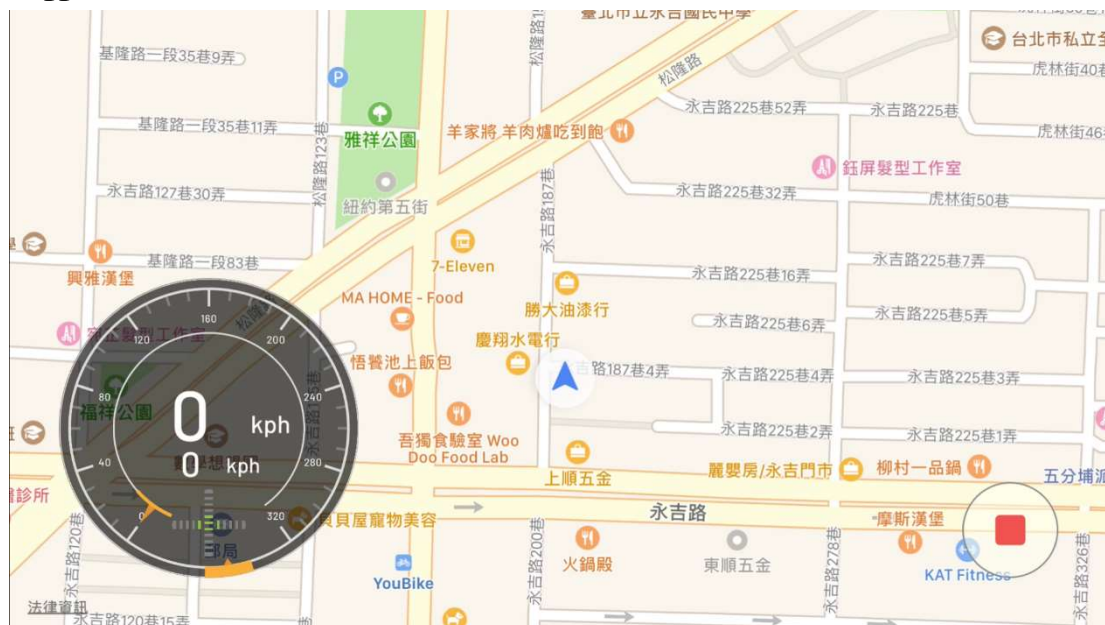 臺北市立永吉國民中學
松隆路1
台北市私立全
虎林街40巷
基隆路一段35巷9弄
P
松隆路
永吉路225巷52弄
永吉路225巷
虎林街46巷
基隆路一段35巷11弄
雅祥公園
羊家將 羊肉爐吃到飽
松隆路123巷
鈺屏髮型工作室
永吉路127巷30弄
紐約第五街
永吉路187巷
永吉路225巷32弄
虎林街50巷
興雅漢堡
基隆路一段83巷
7-Eleven
永吉路225巷16弄
永吉路225巷7弄
MA HOME - Food
勝大油漆行
松隆路
永吉路225巷6弄
永吉路225巷5弄
慶翔水電行
悟饕池上飯包
吉路187巷4弄
永吉路225巷4弄
永吉路225巷3弄
0
40
80
120
160
200
240
280
320
0
kph
0
kph
福祥公園
吾獨食驗室 Woo
Doo Food Lab
永吉路225巷2弄
永吉路225巷1弄
上順五金
麗嬰房/永吉門市
柳村一品鍋
五分埔派
診所
永吉路
貝貝屋寵物美容
摩斯漢堡
郵局
火鍋殿
東順五金
永吉路120巷
永吉路200巷
永吉路278巷
永吉路326巷
YouBike
KAT Fitness
法律資訊
永吉路120巷15弄